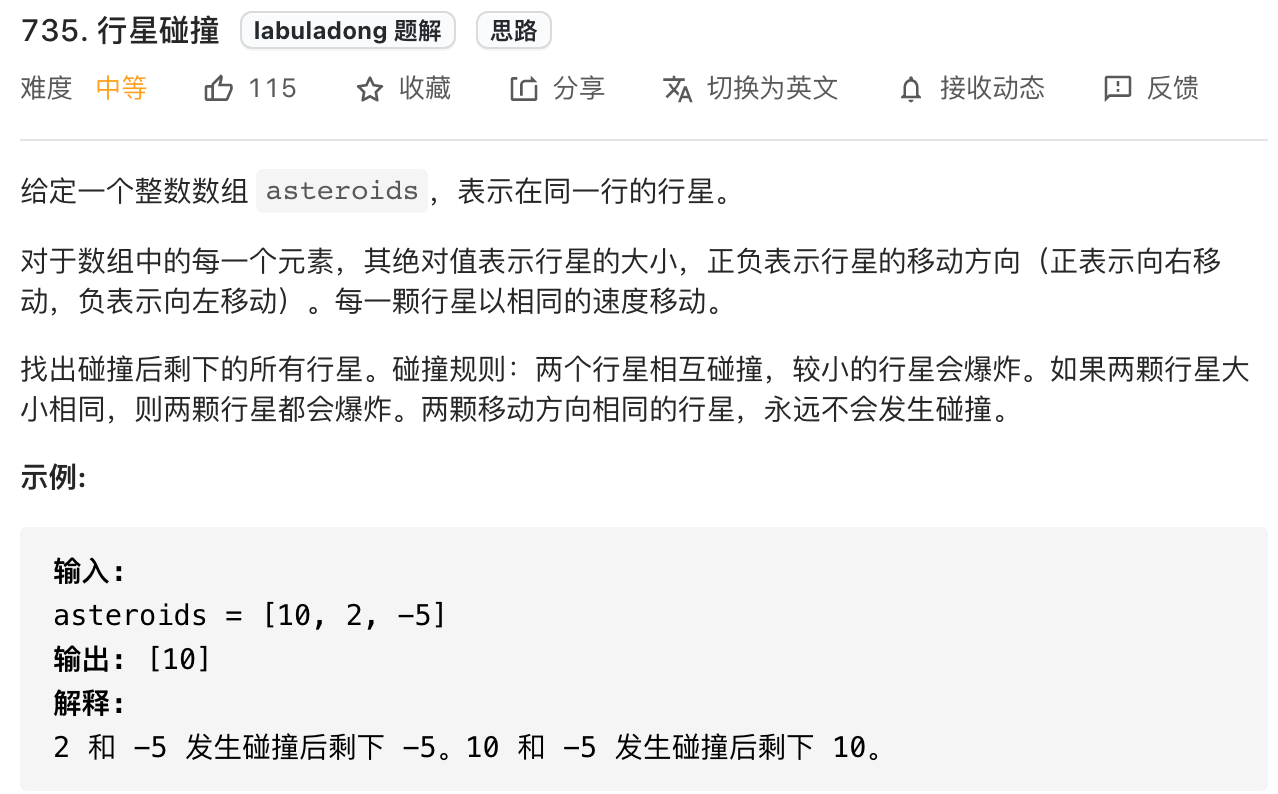 735. 行星碰撞 labuladong 题解 思路
难度 中等 115 收藏 分享 切换为英文 接收动态 反馈
给定一个整数数组 asteroids，表示在同一行的行星。
对于数组中的每一个元素，其绝对值表示行星的大小，正负表示行星的移动方向（正表示向右移
动，负表示向左移动）。每一颗行星以相同的速度移动。
找出碰撞后剩下的所有行星。碰撞规则：两个行星相互碰撞，较小的行星会爆炸。如果两颗行星大
小相同，则两颗行星都会爆炸。两颗移动方向相同的行星，永远不会发生碰撞。
示例:
输入:
asteroids = [10, 2, -5]
输出: [10]
解释:
2 和 -5 发生碰撞后剩下 -5。10 和 -5 发生碰撞后剩下 10。